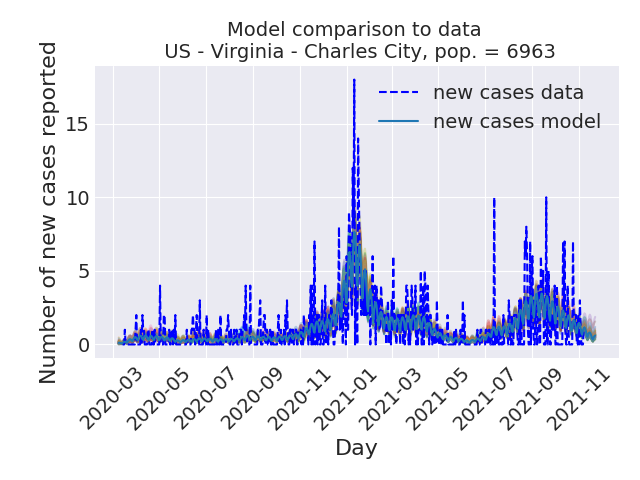 Model comparison to data
US - Virginia - Charles City, pop. = 6963
new cases data
new cases model
Number of new cases reported
15
10
5
0
2020-03
2020-05
2020-07
2020-09
2020-11
2021-01
2021-03
2021-05
2021-07
2021-09
2021-11
Day